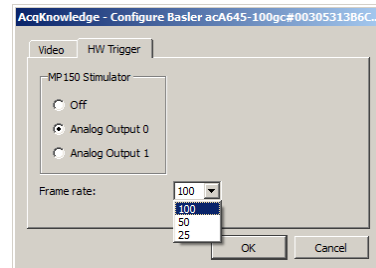 AcqKnowledge - Configure Basler acA645-100gc#00305313B6C...
Video HW Trigger
MP150 Stimulator
Off
Analog Output 0
Analog Output 1
Frame rate: 100
100
50
25
OK Cancel